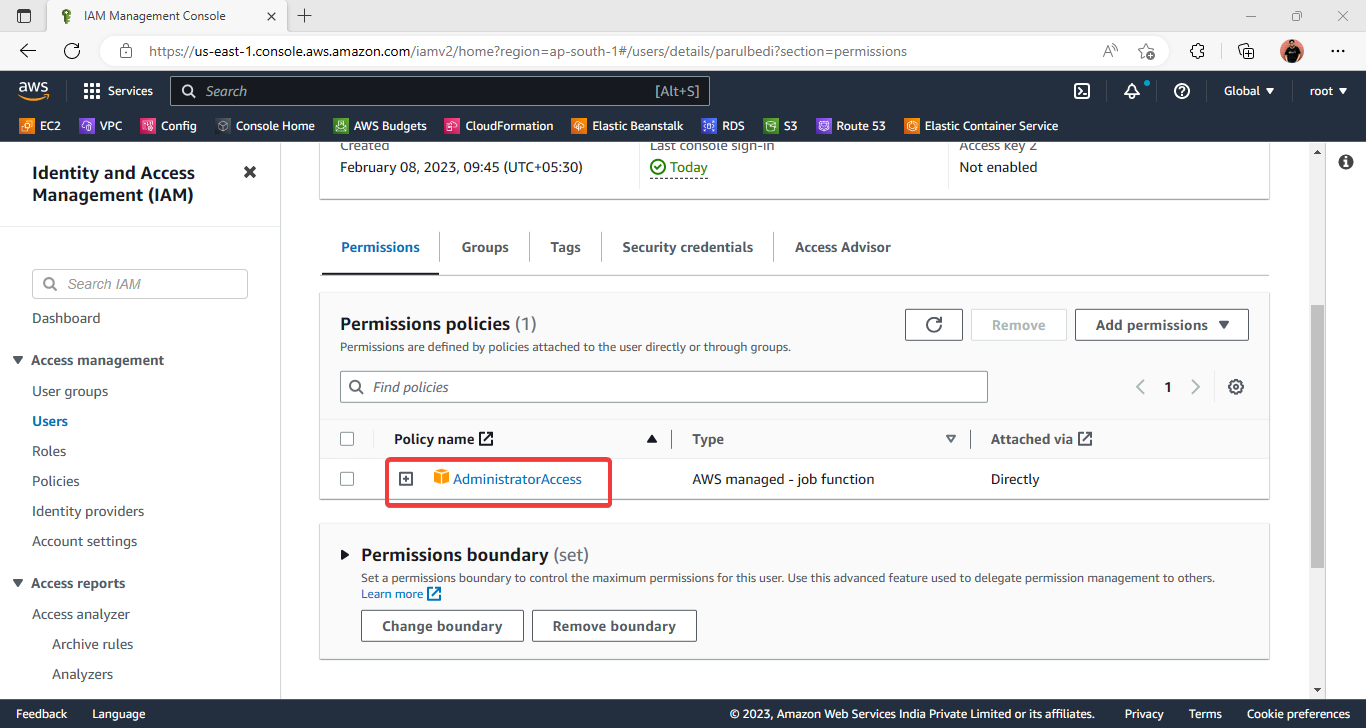 IAM Management Console
https://us-east-1.console.aws.amazon.com/iamv2/home?region=ap-south-1#/users/details/parulbedi?section=permissions
aws
Services
Search
[Alt+S]
Global
root
EC2
VPC
Config
Console Home
AWS Budgets
CloudFormation
Elastic Beanstalk
RDS
S3
Route 53
Elastic Container Service
Identity and Access
Management (IAM)
Search IAM
Dashboard
Access management
User groups
Users
Roles
Policies
Identity providers
Account settings
Access reports
Access analyzer
Archive rules
Analyzers
Created
February 08, 2023, 09:45 (UTC+05:30)
Last console sign-in
Today
Access key 2
Not enabled
Permissions
Groups
Tags
Security credentials
Access Advisor
Permissions policies (1)
Permissions are defined by policies attached to the user directly or through groups.
Remove
Add permissions
Find policies
1
Policy name
Type
Attached via
AdministratorAccess
AWS managed - job function
Directly
Permissions boundary (set)
Set a permissions boundary to control the maximum permissions for this user. Use this advanced feature used to delegate permission management to others.
Learn more
Change boundary
Remove boundary
Feedback
Language
© 2023, Amazon Web Services India Private Limited or its affiliates.
Privacy
Terms
Cookie preferences